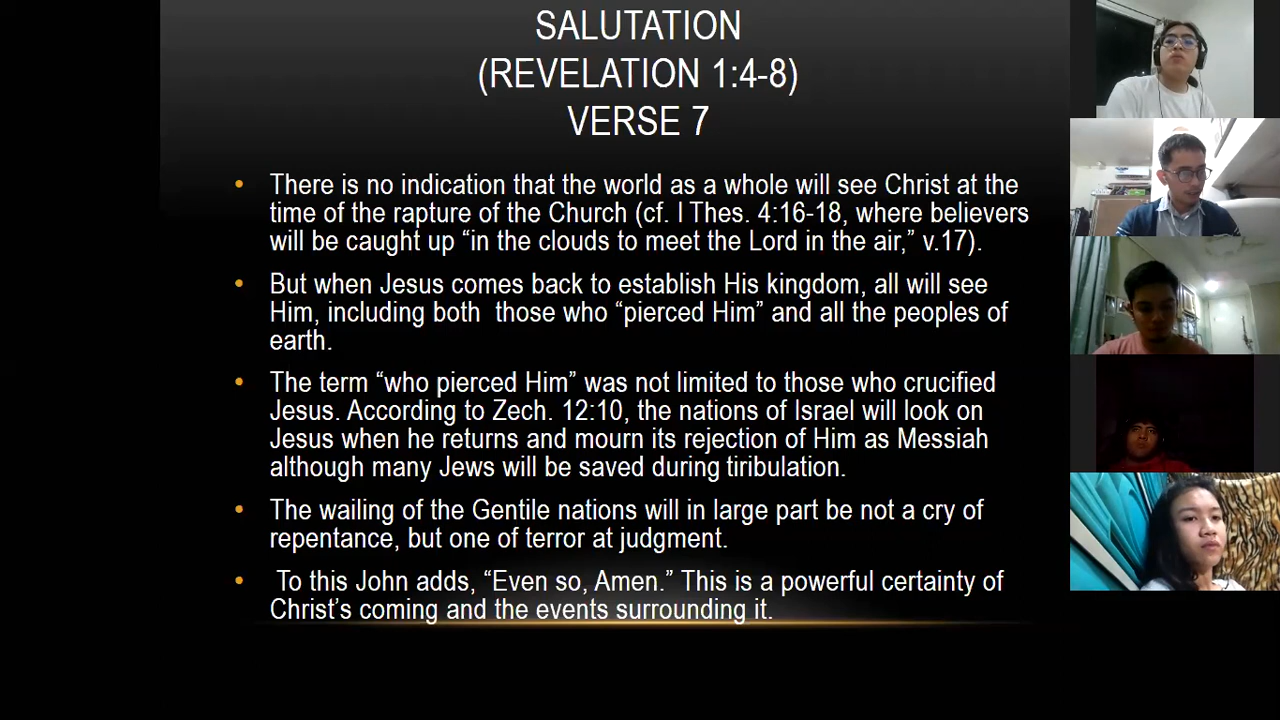 SALUTATION
(REVELATION 1:4-8)
VERSE 7
• There is no indication that the world as a whole will see Christ at the
time of the rapture of the Church (cf. I Thes. 4:16-18, where believers
will be caught up “in the clouds to meet the Lord in the air,” v.17).
• But when Jesus comes back to establish His kingdom, all will see
Him, including both  those who “pierced Him” and all the peoples of
earth.
• The term “who pierced Him” was not limited to those who crucified
Jesus. According to Zech. 12:10, the nations of Israel will look on
Jesus when he returns and mourn its rejection of Him as Messiah
although many Jews will be saved during tiribulation.
• The wailing of the Gentile nations will in large part be not a cry of
repentance, but one of terror at judgment.
• To this John adds, “Even so, Amen.” This is a powerful certainty of
Christ’s coming and the events surrounding it.